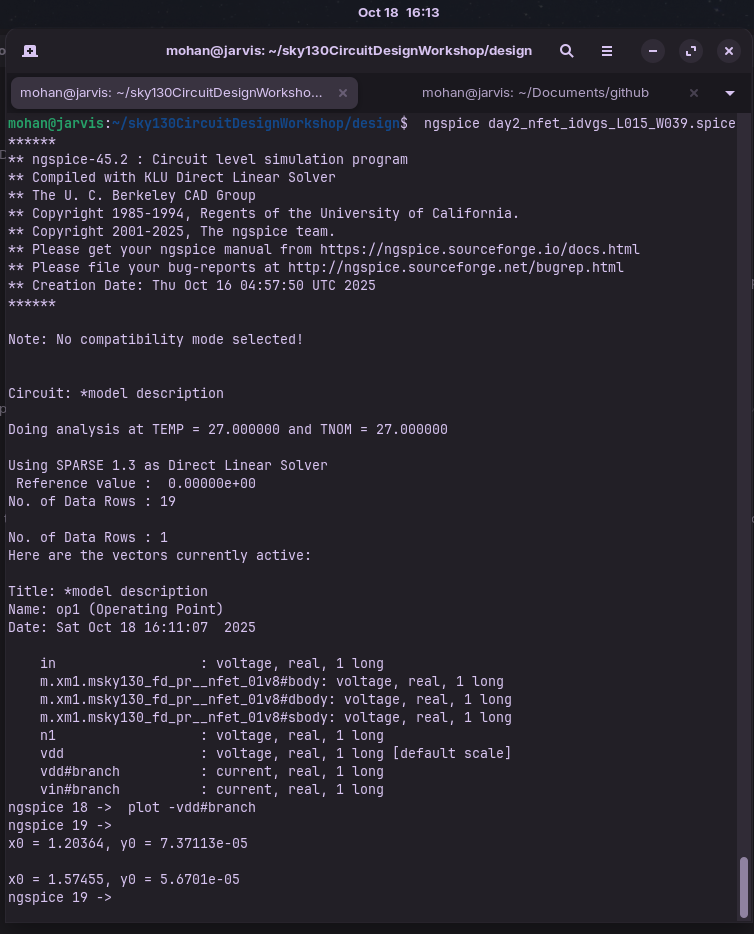 Oct 18 16:13
mohan@jarvis: ~/sky130CircuitDesignWorkshop/design
mohan@jarvis: ~/sky130CircuitDesignWorksho...
mohan@jarvis: ~/Documents/github
mohan@jarvis:~/sky130CircuitDesignWorkshop/design$  ngspice day2_nfet_idvgs_L015_W039.spice
******
** ngspice-45.2 : Circuit level simulation program
** Compiled with KLU Direct Linear Solver
** The U. C. Berkeley CAD Group
** Copyright 1985-1994, Regents of the University of California.
** Copyright 2001-2025, The ngspice team.
** Please get your ngspice manual from https://ngspice.sourceforge.io/docs.html
** Please file your bug-reports at http://ngspice.sourceforge.net/bugrep.html
** Creation Date: Thu Oct 16 04:57:50 UTC 2025
******
Note: No compatibility mode selected!
Circuit: *model description
Doing analysis at TEMP = 27.000000 and TNOM = 27.000000
Using SPARSE 1.3 as Direct Linear Solver
 Reference value :  0.00000e+00
No. of Data Rows : 19
No. of Data Rows : 1
Here are the vectors currently active:
Title: *model description
Name: op1 (Operating Point)
Date: Sat Oct 18 16:11:07  2025
    in                  : voltage, real, 1 long
    m.xm1.msky130_fd_pr__nfet_01v8#body: voltage, real, 1 long
    m.xm1.msky130_fd_pr__nfet_01v8#dbody: voltage, real, 1 long
    m.xm1.msky130_fd_pr__nfet_01v8#sbody: voltage, real, 1 long
    n1                  : voltage, real, 1 long
    vdd                 : voltage, real, 1 long [default scale]
    vdd#branch          : current, real, 1 long
    vin#branch          : current, real, 1 long
ngspice 18 ->  plot -vdd#branch
ngspice 19 ->
x0 = 1.20364, y0 = 7.37113e-05
x0 = 1.57455, y0 = 5.6701e-05
ngspice 19 ->